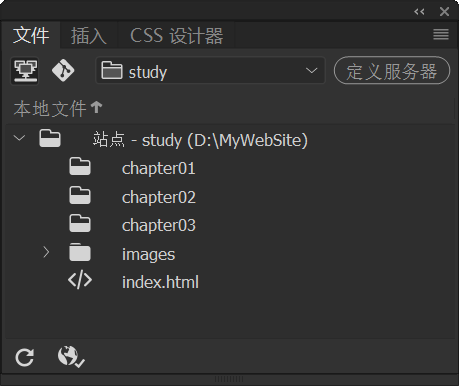 文件 插入 CSS 设计器
study 定义服务器
本地文件↑
站点 - study (D:\MyWebSite)
chapter01
chapter02
chapter03
images
index.html